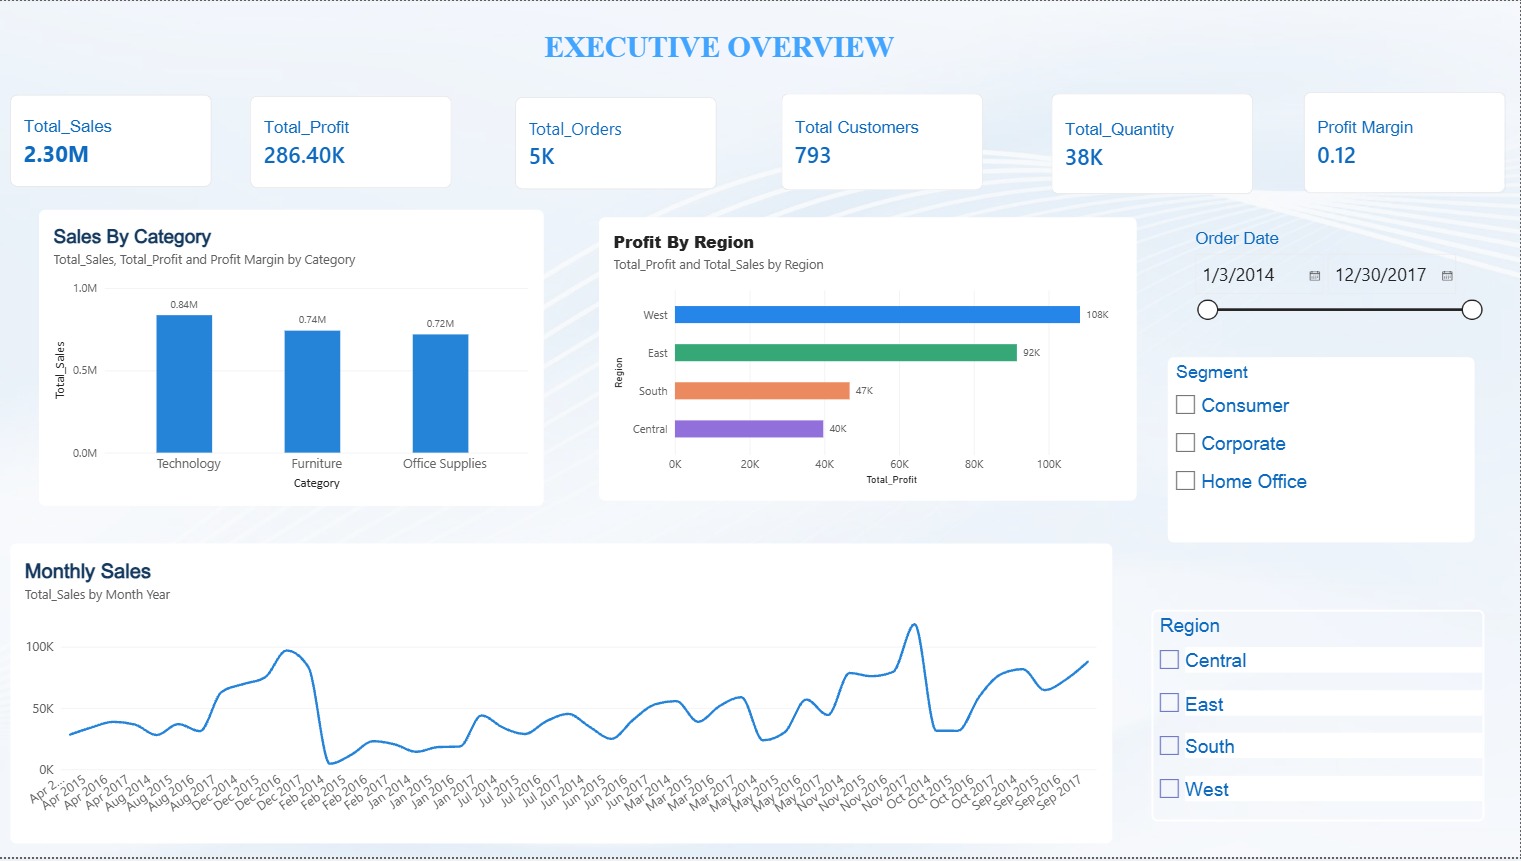 EXECUTIVE OVERVIEW
Total_Sales
2.30M
Total_Profit
286.40K
Total_Orders
5K
Total Customers
793
Total_Quantity
38K
Profit Margin
0.12
Sales By Category
Total_Sales, Total_Profit and Profit Margin by Category
Total_Sales
1.0M
0.5M
0.0M
0.84M
0.74M
0.72M
Technology
Furniture
Office Supplies
Category
Profit By Region
Total_Profit and Total_Sales by Region
Region
West
108K
East
92K
South
47K
Central
40K
0K
20K
40K
60K
80K
100K
Total_Profit
Order Date
1/3/2014
12/30/2017
Segment
Consumer
Corporate
Home Office
Monthly Sales
Total_Sales by Month Year
100K
50K
0K
Apr 2...
Apr 2015
Apr 2016
Apr 2017
Aug 2014
Aug 2015
Aug 2016
Aug 2017
Dec 2014
Dec 2015
Dec 2016
Dec 2017
Feb 2014
Feb 2015
Feb 2016
Feb 2017
Jan 2014
Jan 2015
Jan 2016
Jan 2017
Jul 2014
Jul 2015
Jul 2016
Jul 2017
Jun 2014
Jun 2015
Jun 2016
Jun 2017
Mar 2014
Mar 2015
Mar 2016
Mar 2017
May 2014
May 2015
May 2016
May 2017
Nov 2014
Nov 2015
Nov 2016
Nov 2017
Oct 2014
Oct 2015
Oct 2016
Oct 2017
Sep 2014
Sep 2015
Sep 2016
Sep 2017
Region
Central
East
South
West